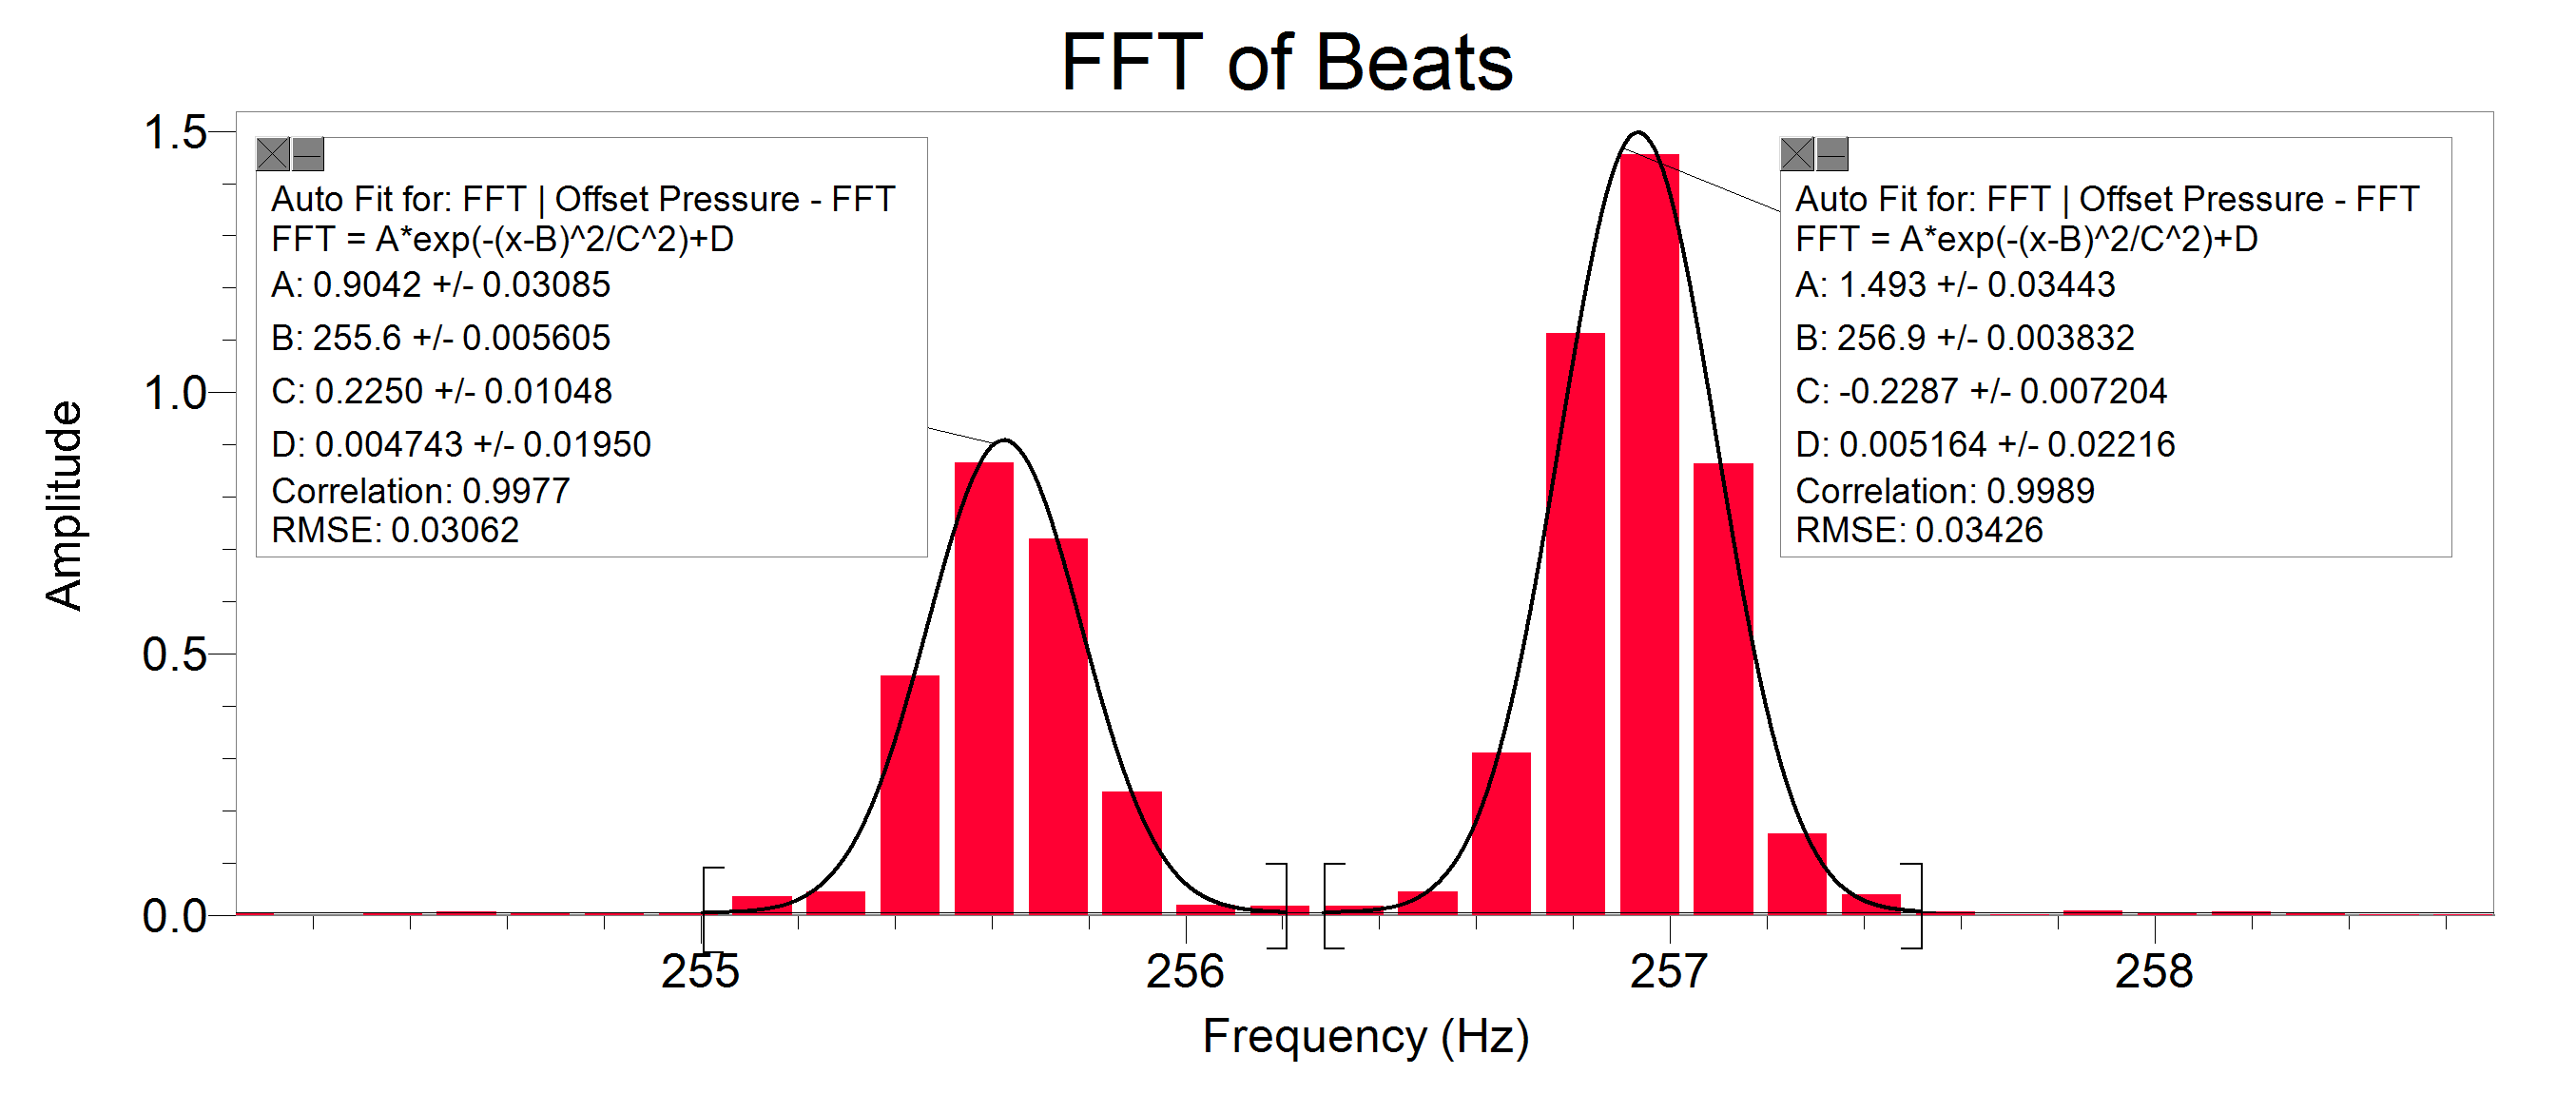 FFT of Beats
Auto Fit for: FFT | Offset Pressure - FFT
FFT = A*exp(-(x-B)^2/C^2)+D
A: 0.9042 +/- 0.03085
B: 255.6 +/- 0.005605
C: 0.2250 +/- 0.01048
D: 0.004743 +/- 0.01950
Correlation: 0.9977
RMSE: 0.03062
Auto Fit for: FFT | Offset Pressure - FFT
FFT = A*exp(-(x-B)^2/C^2)+D
A: 1.493 +/- 0.03443
B: 256.9 +/- 0.003832
C: -0.2287 +/- 0.007204
D: 0.005164 +/- 0.02216
Correlation: 0.9989
RMSE: 0.03426
Amplitude
1.5
1.0
0.5
0.0
255 256 257 258
Frequency (Hz)